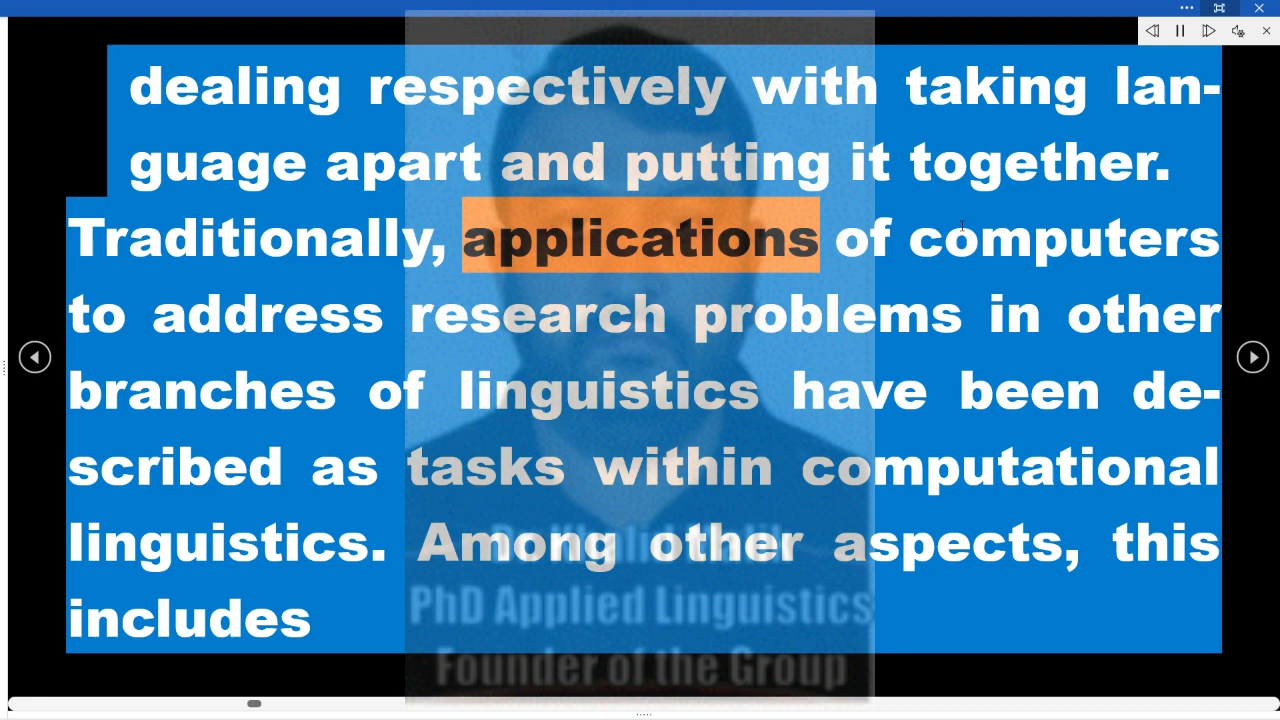 dealing respectively with taking lan-
guage apart and putting it together.
Traditionally, applications of computers
to address research problems in other
branches of linguistics have been de-
scribed as tasks within computational
linguistics. Among other aspects, this
includes
PhD Applied Linguistics
Founder of the Group